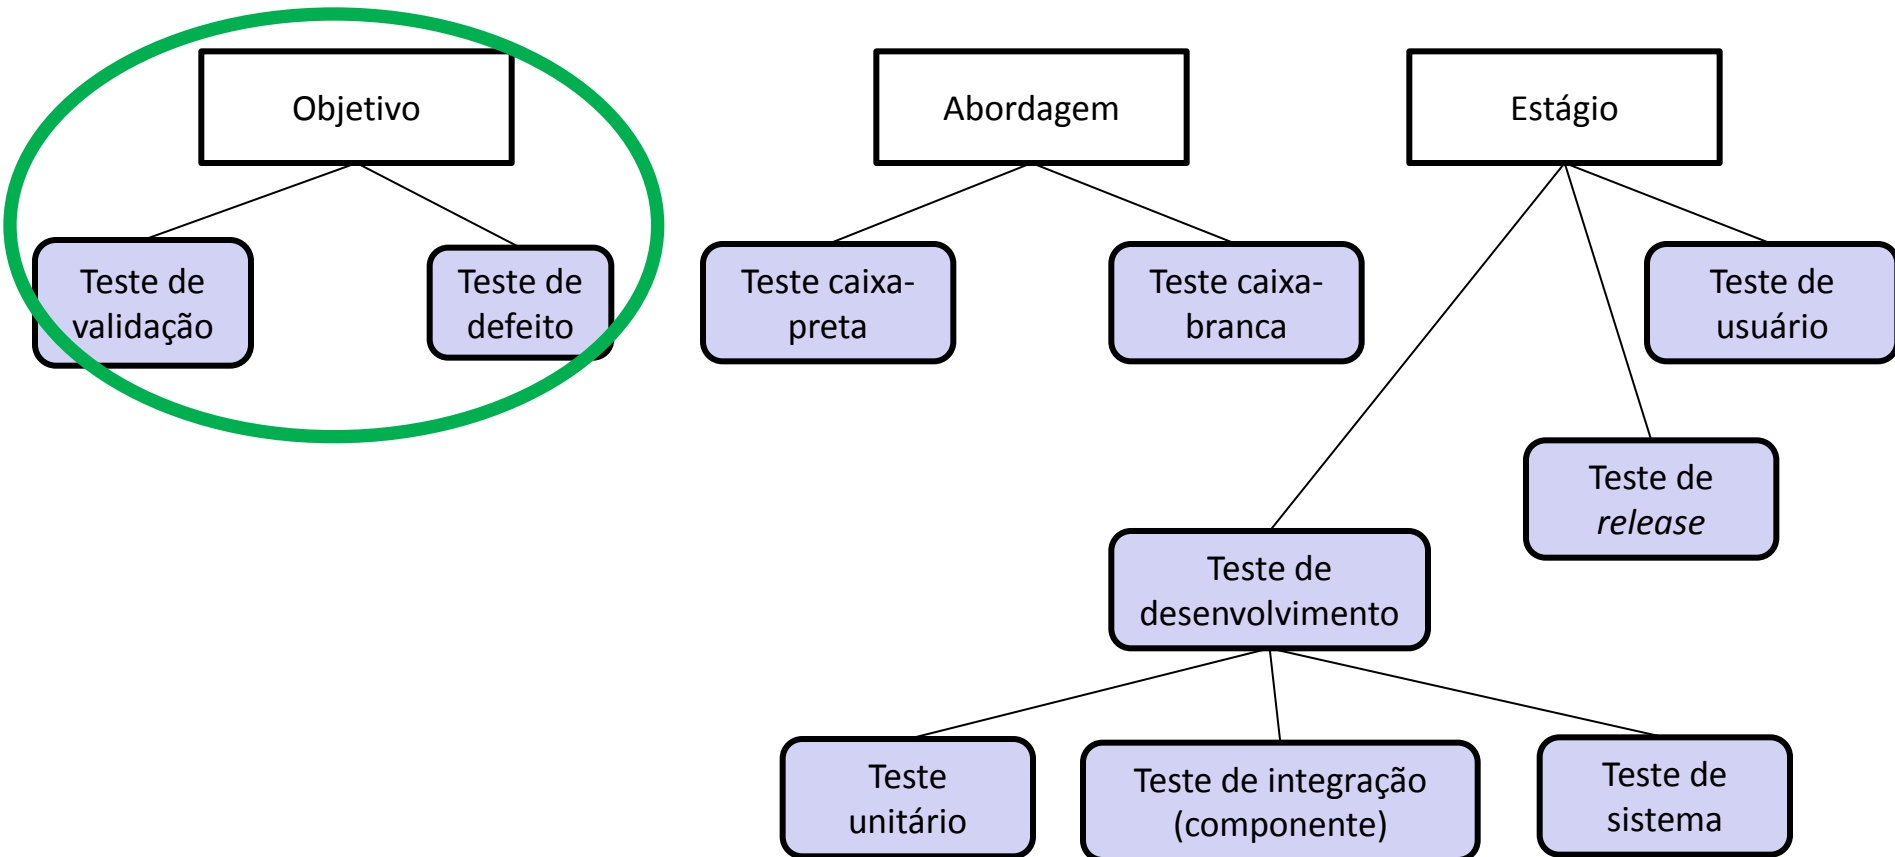 Objetivo
Abordagem
Estágio
Teste de
validação
Teste de
defeito
Teste caixa-
preta
Teste caixa-
branca
Teste de
usuário
Teste de
release
Teste de
desenvolvimento
Teste
unitário
Teste de integração
(componente)
Teste de
sistema